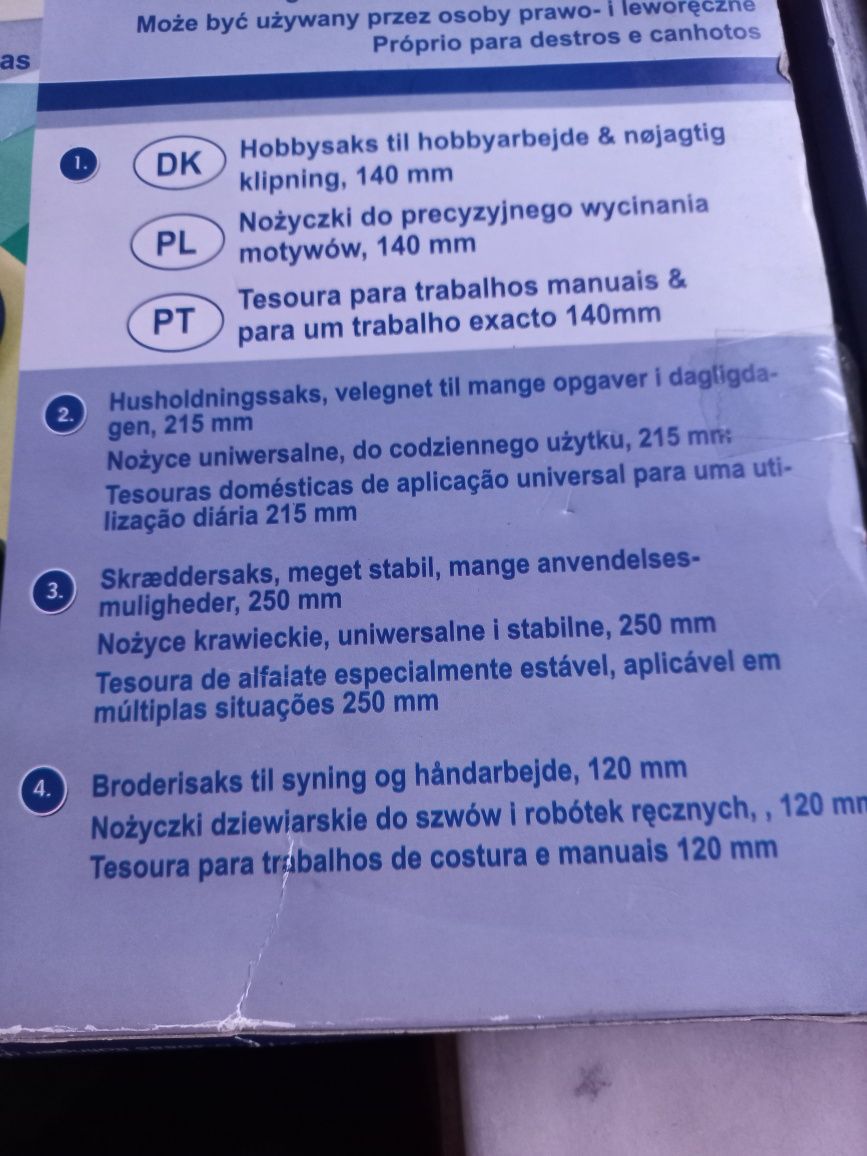 Może być używany przez osoby prawo- i leworęczne
Próprio para destros e canhotos
as
1.
DK
Hobbysaks til hobbyarbejde & nøjagtig
klipning, 140 mm
PL
Nożyczki do precyzyjnego wycinania
motywów, 140 mm
PT
Tesoura para trabalhos manuais &
para um trabalho exacto 140mm
2.
Husholdningssaks, velegnet til mange opgaver i dagligda-
gen, 215 mm
Nożyce uniwersalne, do codziennego użytku, 215 mm
Tesouras domésticas de aplicação universal para uma uti-
lização diária 215 mm
3.
Skræddersaks, meget stabil, mange anvendelses-
muligheder, 250 mm
Nożyce krawieckie, uniwersalne i stabilne, 250 mm
Tesoura de alfaiate especialmente estável, aplicável em
múltiplas situações 250 mm
4.
Broderisaks til syning og håndarbejde, 120 mm
Nożyczki dziewiarskie do szwów i robótek ręcznych, , 120 mm
Tesoura para trabalhos de costura e manuais 120 mm